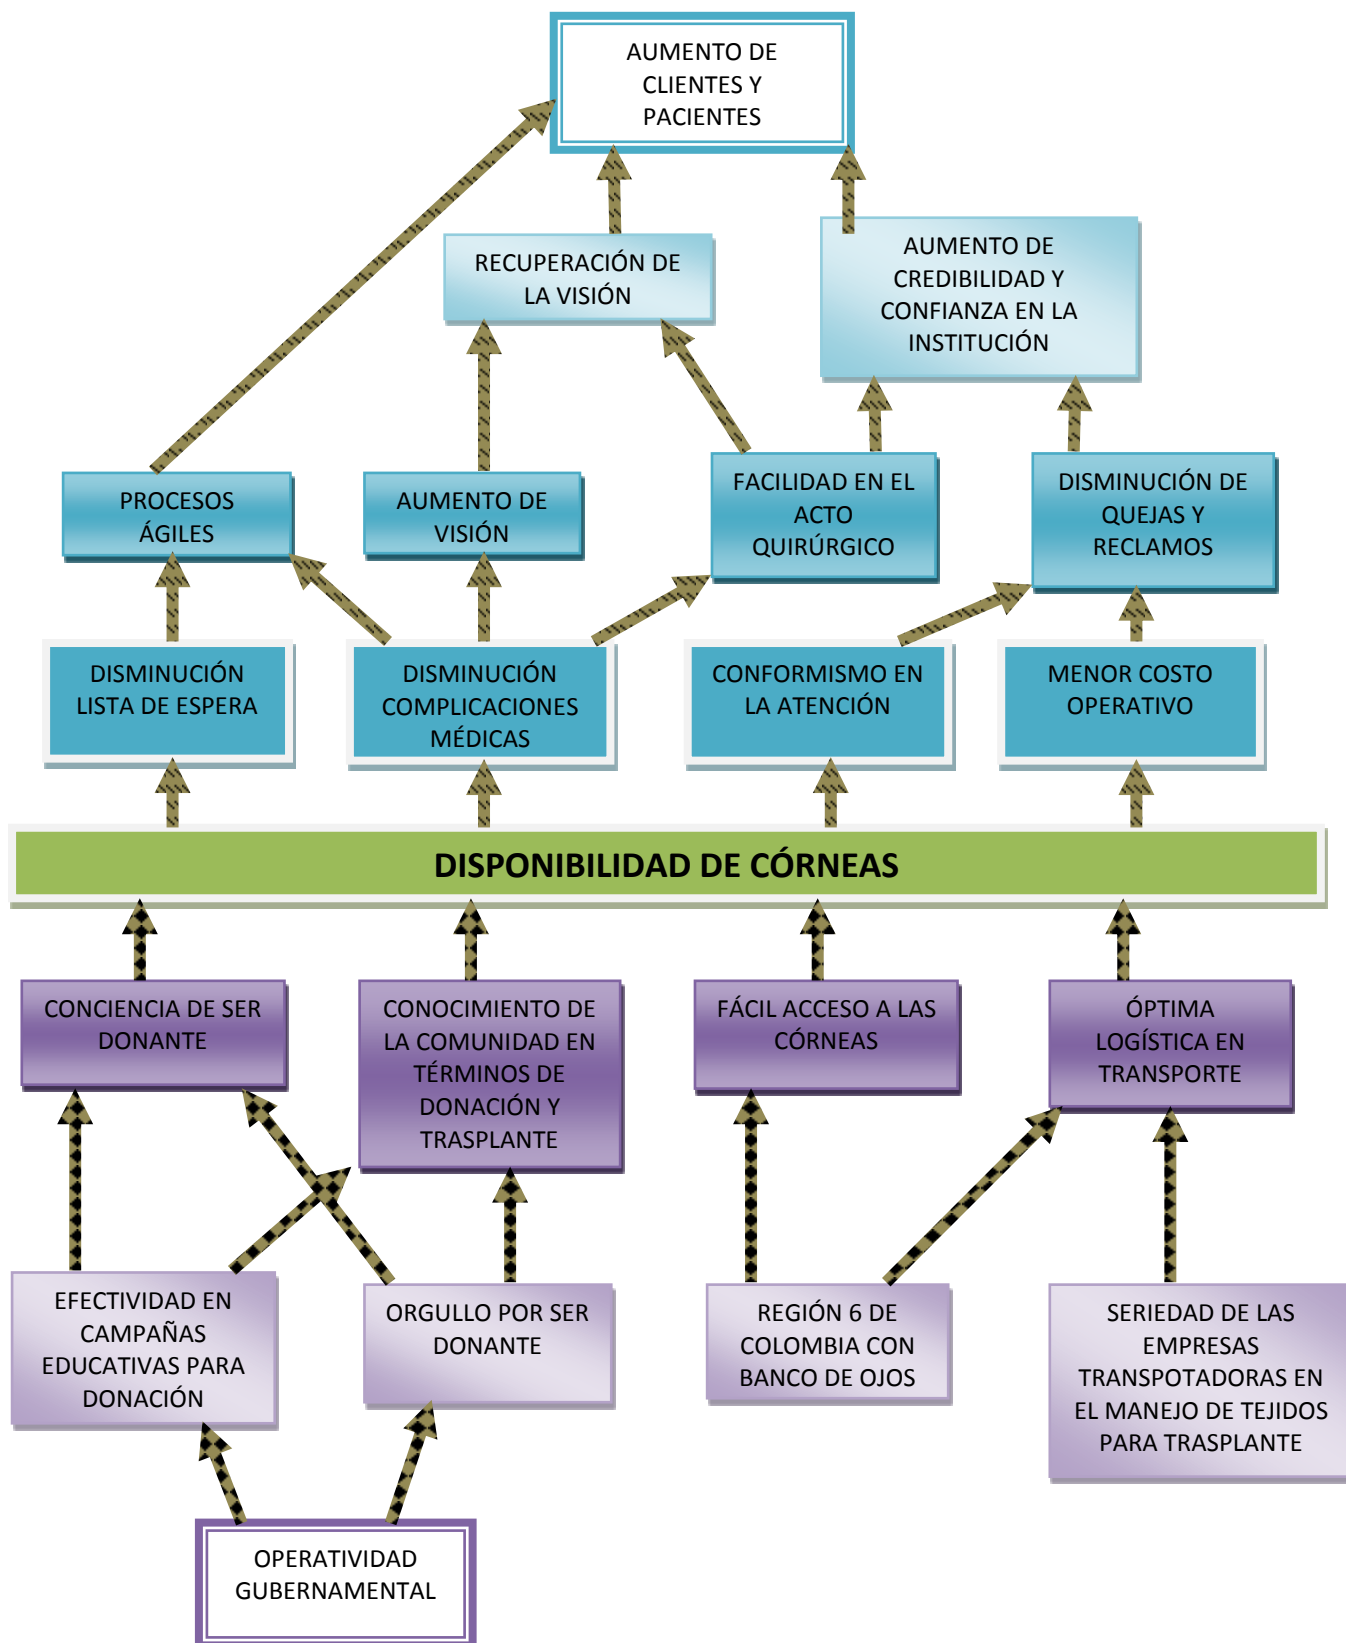 AUMENTO DE
CLIENTES Y
PACIENTES
RECUPERACIÓN DE
LA VISIÓN
AUMENTO DE
CREDIBILIDAD Y
CONFIANZA EN LA
INSTITUCIÓN
PROCESOS
ÁGILES
AUMENTO DE
VISIÓN
FACILIDAD EN EL
ACTO
QUIRÚRGICO
DISMINUCIÓN DE
QUEJAS Y
RECLAMOS
DISMINUCIÓN
LISTA DE ESPERA
DISMINUCIÓN
COMPLICACIONES
MÉDICAS
CONFORMISMO EN
LA ATENCIÓN
MENOR COSTO
OPERATIVO
DISPONIBILIDAD DE CÓRNEAS
CONCIENCIA DE SER
DONANTE
CONOCIMIENTO DE
LA COMUNIDAD EN
TÉRMINOS DE
DONACIÓN Y
TRASPLANTE
FÁCIL ACCESO A LAS
CÓRNEAS
ÓPTIMA
LOGÍSTICA EN
TRANSPORTE
EFECTIVIDAD EN
CAMPAÑAS
EDUCATIVAS PARA
DONACIÓN
ORGULLO POR SER
DONANTE
REGIÓN 6 DE
COLOMBIA CON
BANCO DE OJOS
SERIEDAD DE LAS
EMPRESAS
TRANSPOTADORAS EN
EL MANEJO DE TEJIDOS
PARA TRASPLANTE
OPERATIVIDAD
GUBERNAMENTAL